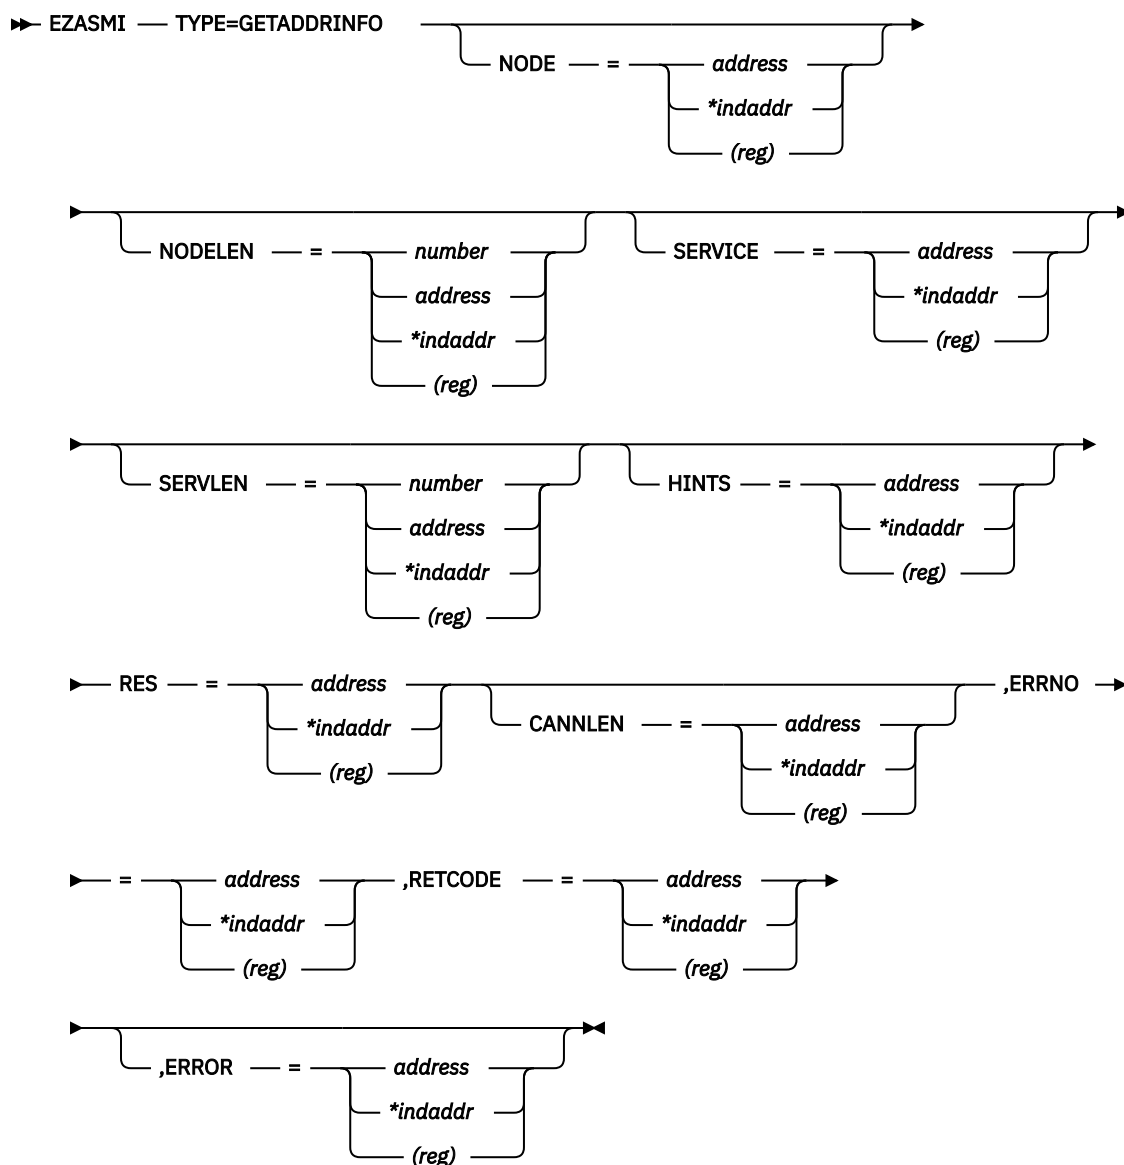 EZASMI TYPE=GETADDRINFO
NODE = address
*indaddr
(reg)
NODELEN = number SERVICE = address
address *indaddr
*indaddr (reg)
(reg)
SERVLEN = number HINTS = address
address *indaddr
*indaddr (reg)
(reg)
RES = address ,ERRNO
*indaddr CANNLEN = address
(reg) *indaddr
(reg)
= address ,RETCODE = address
*indaddr *indaddr
(reg) (reg)
,ERROR = address
*indaddr
(reg)